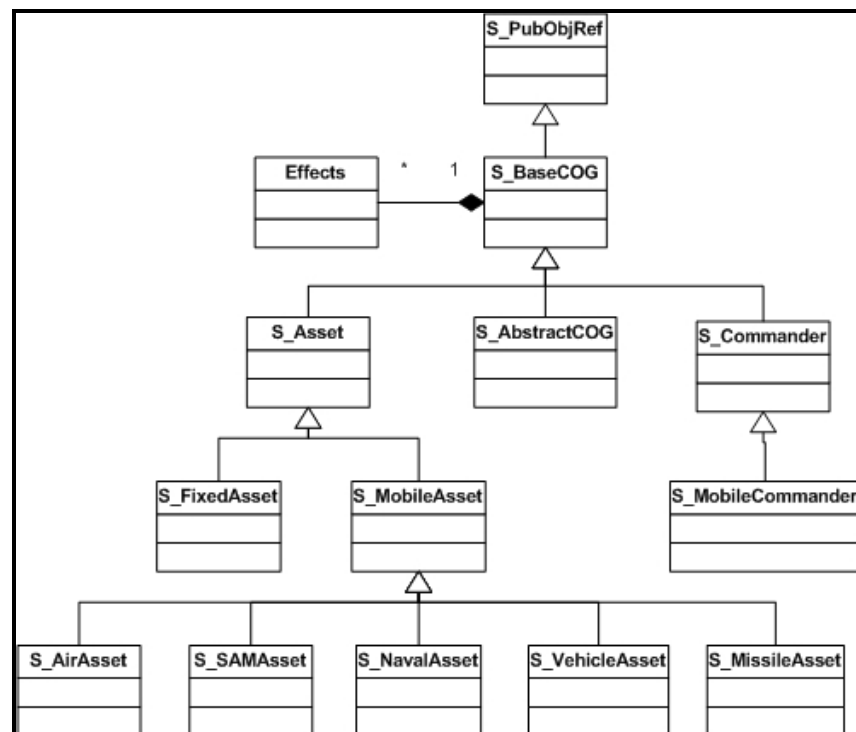 S_PubObjRef
Effects
*
1
S_BaseCOG
S_Asset
S_AbstractCOG
S_Commander
S_FixedAsset
S_MobileAsset
S_MobileCommander
S_AirAsset
S_SAMAsset
S_NavalAsset
S_VehicleAsset
S_MissileAsset